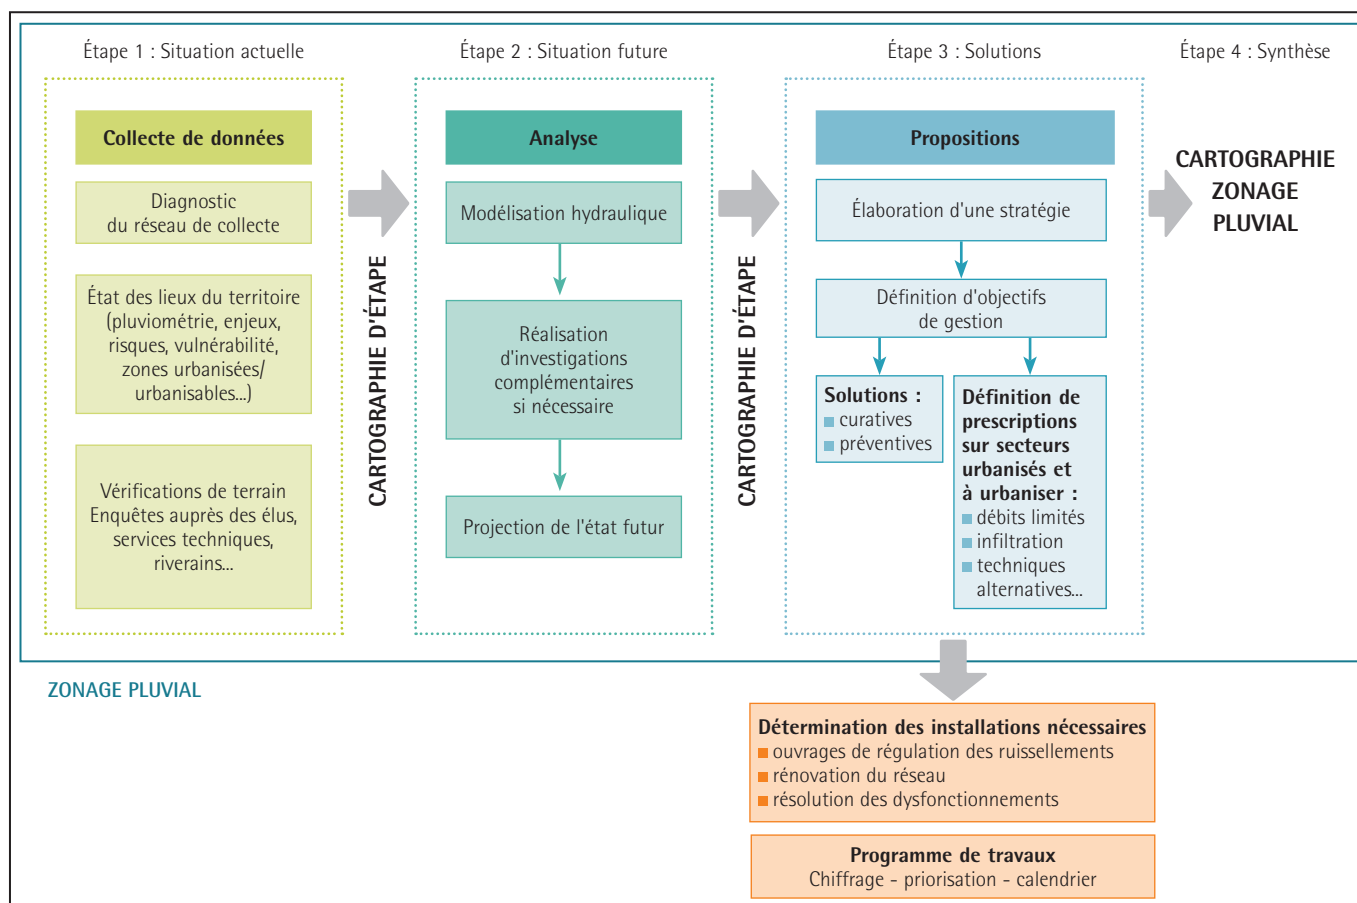 Étape 1 : Situation actuelle
Collecte de données
Diagnostic
du réseau de collecte
État des lieux du territoire
(pluviométrie, enjeux,
risques, vulnérabilité,
zones urbanisées/
urbanisables...)
Vérifications de terrain
Enquêtes auprès des élus,
services techniques,
riverains...
CARTOGRAPHIE D'ÉTAPE
Étape 2 : Situation future
Analyse
Modélisation hydraulique
Réalisation
d'investigations
complémentaires
si nécessaire
Projection de l'état futur
CARTOGRAPHIE D'ÉTAPE
Étape 3 : Solutions
Propositions
Élaboration d'une stratégie
Définition d'objectifs
de gestion
Solutions :
curatives
préventives
Définition de
prescriptions
sur secteurs
urbanisés et
à urbaniser :
débits limités
infiltration
techniques
alternatives...
Étape 4 : Synthèse
CARTOGRAPHIE
ZONAGE
PLUVIAL
ZONAGE PLUVIAL
Détermination des installations nécessaires
ouvrages de régulation des ruissellements
rénovation du réseau
résolution des dysfonctionnements
Programme de travaux
Chiffrage - priorisation - calendrier